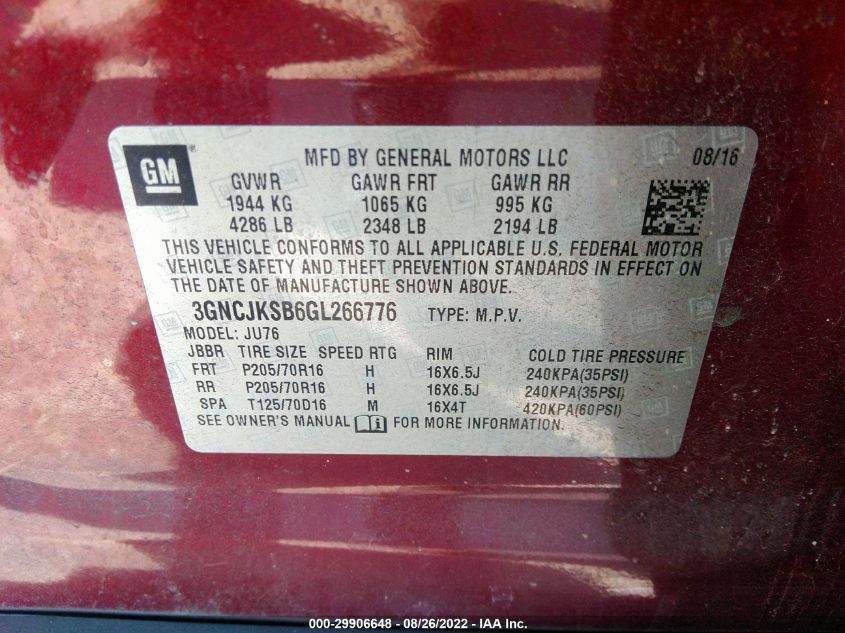 GM
MFD BY GENERAL MOTORS LLC 08/16
GVWR GAWR FRT GAWR RR
1944 KG 1065 KG 995 KG
4286 LB 2348 LB 2194 LB
THIS VEHICLE CONFORMS TO ALL APPLICABLE U.S. FEDERAL MOTOR
VEHICLE SAFETY AND THEFT PREVENTION STANDARDS IN EFFECT ON
THE DATE OF MANUFACTURE SHOWN ABOVE.
3GNCJKSB6GL266776 TYPE: M.P.V.
MODEL: JU76
JBBR TIRE SIZE SPEED RTG RIM COLD TIRE PRESSURE
FRT P205/70R16 H 16X6.5J 240KPA(35PSI)
RR P205/70R16 H 16X6.5J 240KPA(35PSI)
SPA T125/70D16 M 16X4T 420KPA(60PSI)
SEE OWNER'S MANUAL FOR MORE INFORMATION.
000-29906648 - 08/26/2022 - IAA Inc.